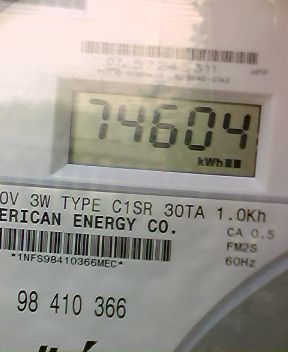 74604
kWh
0V 3W TYPE C1SR 30TA 1.0Kh
ERICAN ENERGY CO.
CA 0.5
FM2S
60Hz
*1NFS98410366MEC*
98 410 366